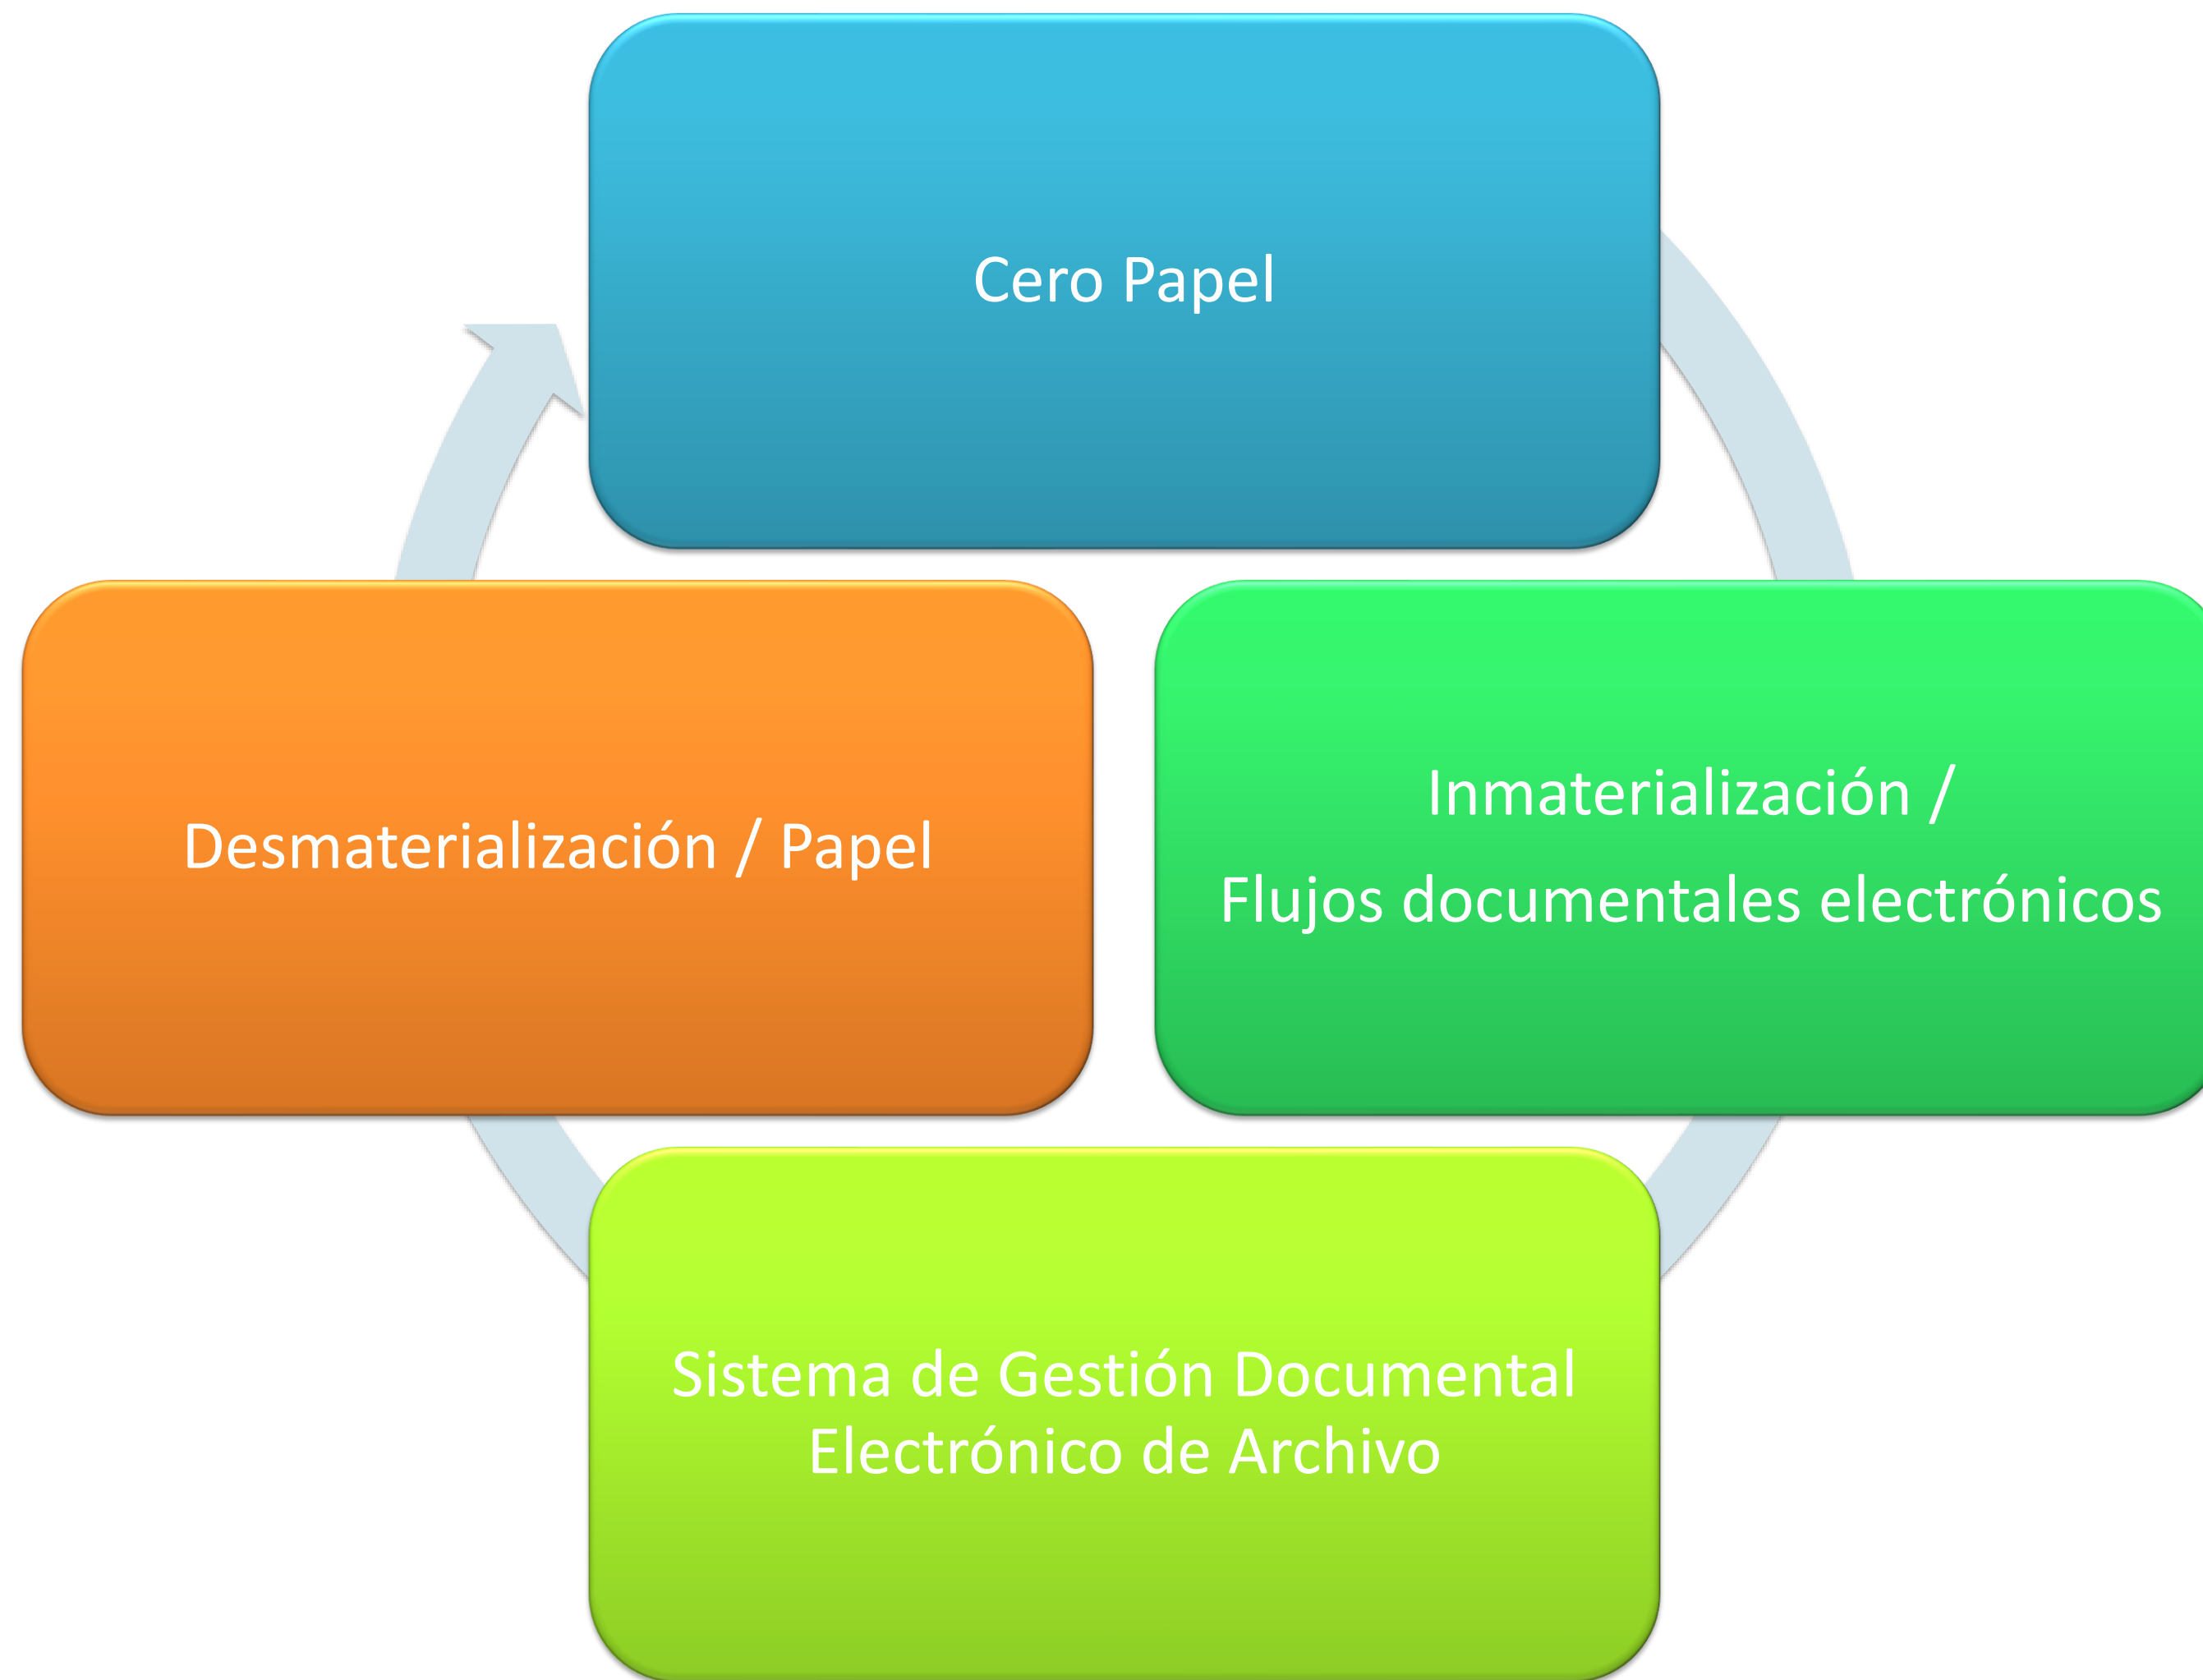 Cero Papel
Desmaterialización / Papel
Inmaterialización /
Flujos documentales electrónicos
Sistema de Gestión Documental
Electrónico de Archivo